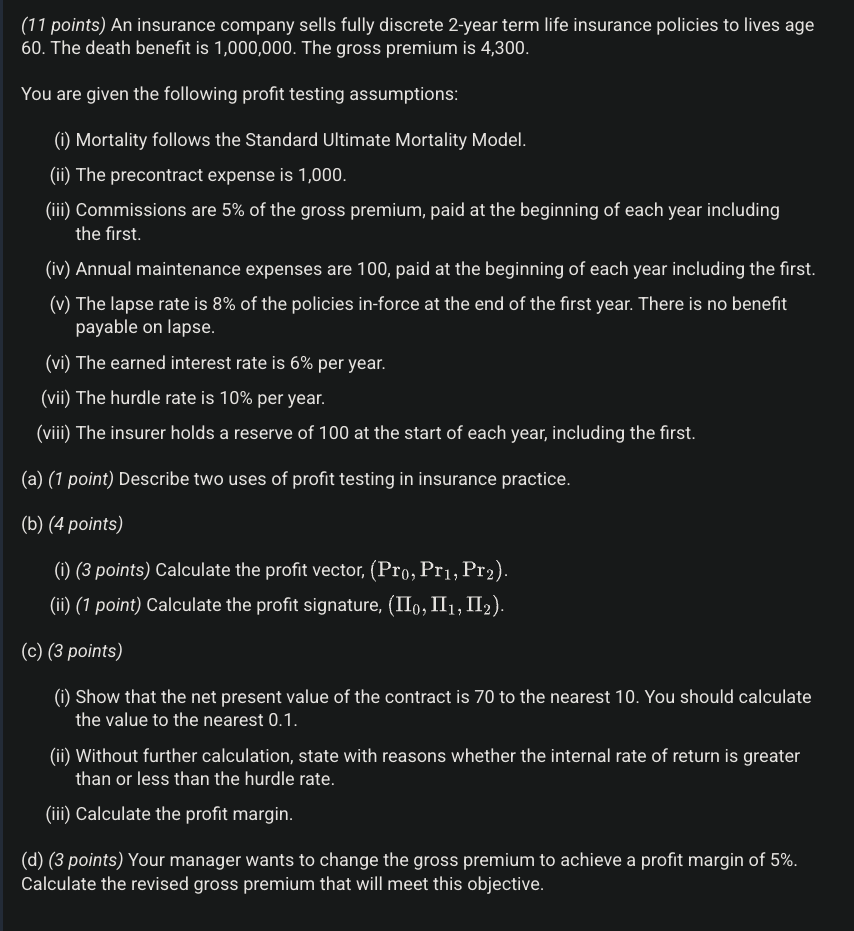 (11 points) An insurance company sells fully discrete 2-year term life insurance policies to lives age
60. The death benefit is 1,000,000. The gross premium is 4,300.
You are given the following profit testing assumptions:
(i) Mortality follows the Standard Ultimate Mortality Model.
(ii) The precontract expense is 1,000.
(iii) Commissions are 5% of the gross premium, paid at the beginning of each year including
the first.
(iv) Annual maintenance expenses are 100, paid at the beginning of each year including the first.
(v) The lapse rate is 8% of the policies in-force at the end of the first year. There is no benefit
payable on lapse.
(vi) The earned interest rate is 6% per year.
(vii) The hurdle rate is 10% per year.
(viii) The insurer holds a reserve of 100 at the start of each year, including the first.
(a) (1 point) Describe two uses of profit testing in insurance practice.
(b) (4 points)
(i) (3 points) Calculate the profit vector, (Pr₀, Pr₁, Pr₂).
(ii) (1 point) Calculate the profit signature, (Π₀, Π₁, Π₂).
(c) (3 points)
(i) Show that the net present value of the contract is 70 to the nearest 10. You should calculate
the value to the nearest 0.1.
(ii) Without further calculation, state with reasons whether the internal rate of return is greater
than or less than the hurdle rate.
(iii) Calculate the profit margin.
(d) (3 points) Your manager wants to change the gross premium to achieve a profit margin of 5%.
Calculate the revised gross premium that will meet this objective.